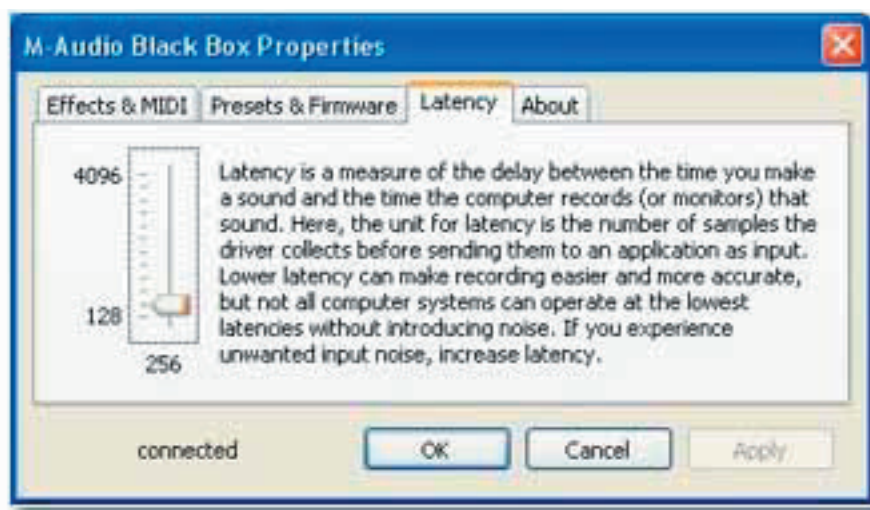 M-Audio Black Box Properties
Effects & MIDI
Presets & Firmware
Latency
About
4096
128
256
Latency is a measure of the delay between the time you make
a sound and the time the computer records (or monitors) that
sound. Here, the unit for latency is the number of samples the
driver collects before sending them to an application as input.
Lower latency can make recording easier and more accurate,
but not all computer systems can operate at the lowest
latencies without introducing noise. If you experience
unwanted input noise, increase latency.
connected
OK
Cancel
Apply